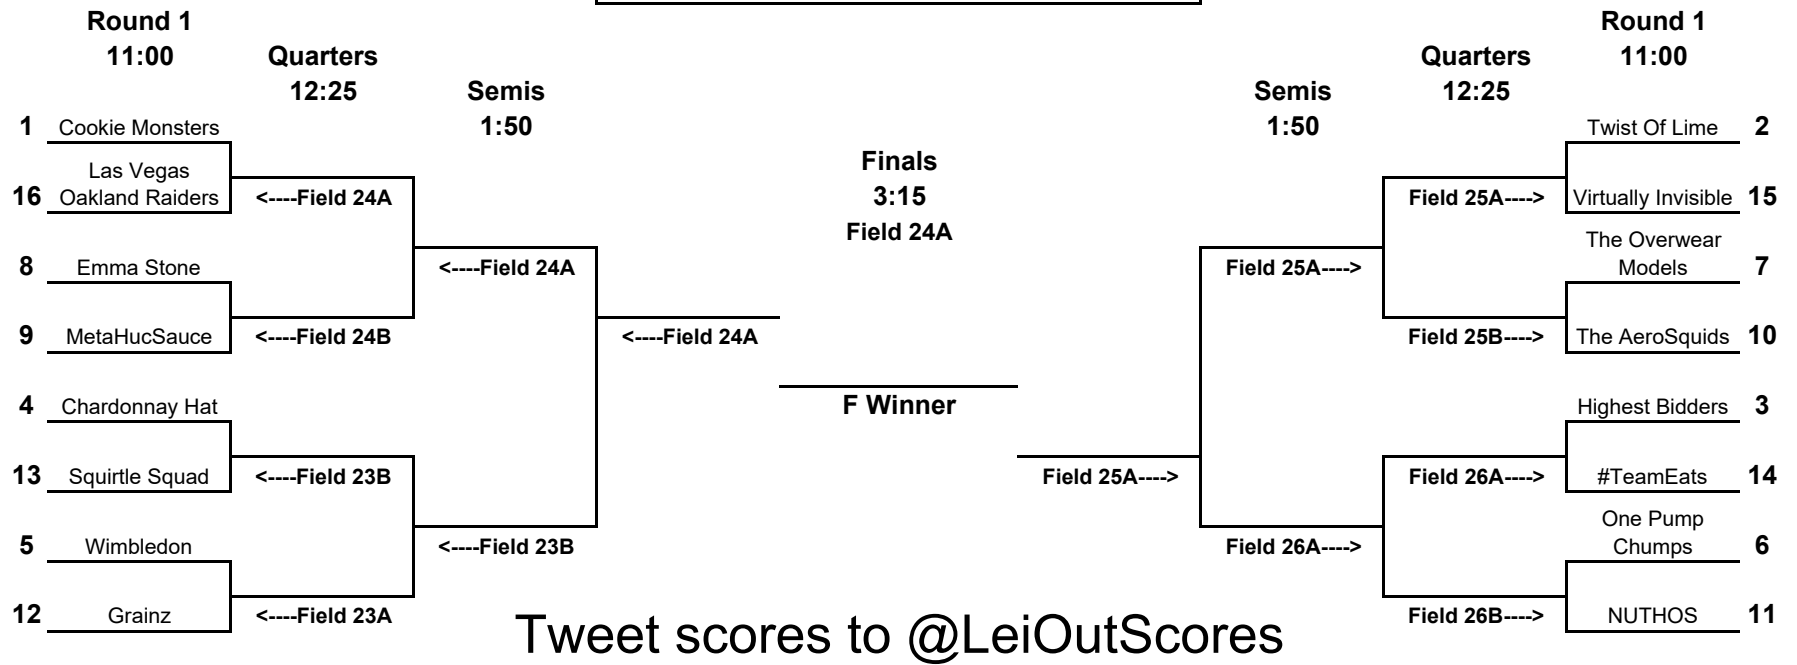 Round 1
11:00
Quarters
12:25
Semis
1:50
Finals
3:15
Field 24A
Semis
1:50
Quarters
12:25
Round 1
11:00
1 Cookie Monsters
Las Vegas
16 Oakland Raiders
<----Field 24A
8 Emma Stone
<----Field 24A
9 MetaHucSauce
<----Field 24B
<----Field 24A
4 Chardonnay Hat
13 Squirtle Squad
<----Field 23B
5 Wimbledon
<----Field 23B
12 Grainz
<----Field 23A
F Winner
Twist Of Lime 2
Field 25A---->
Virtually Invisible 15
The Overwear
Models 7
Field 25A---->
Field 25B---->
The AeroSquids 10
Highest Bidders 3
Field 25A---->
Field 26A---->
#TeamEats 14
One Pump
Chumps 6
Field 26A---->
Field 26B---->
NUTHOS 11
Tweet scores to @LeiOutScores